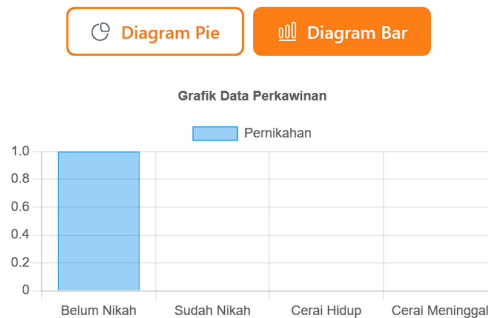 Diagram Pie
Diagram Bar
Grafik Data Perkawinan
Pernikahan
1.0
0.8
0.6
0.4
0.2
0
Belum Nikah Sudah Nikah Cerai Hidup Cerai Meninggal